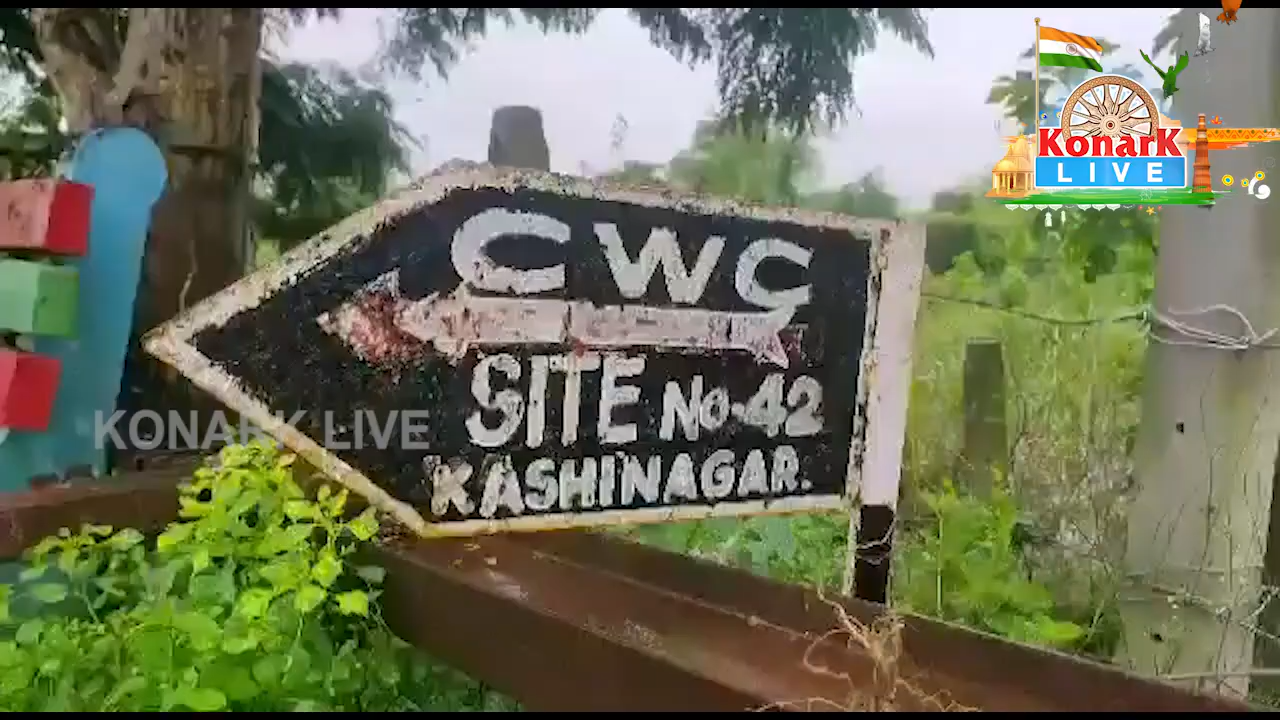 KonarK
LIVE
CWC
SITE No-42
KASHINAGAR.
KONARK LIVE